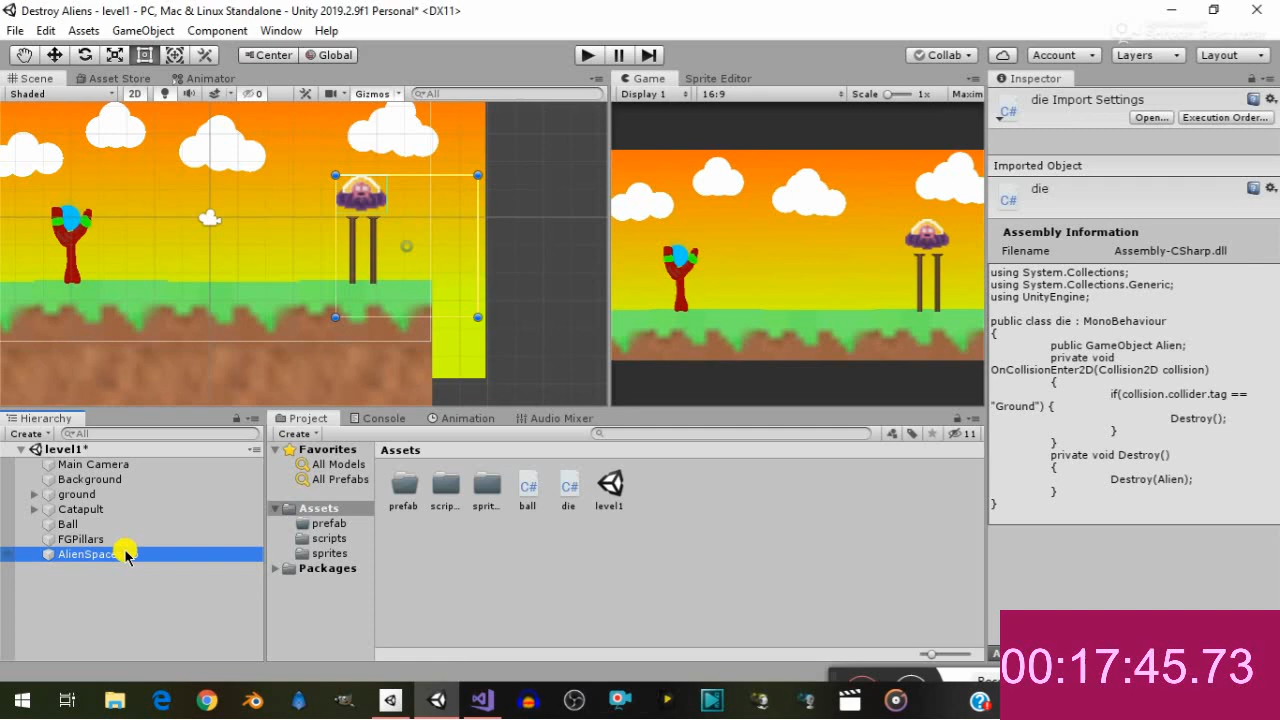 Destroy Aliens - level1 - PC, Mac & Linux Standalone - Unity 2019.2.9f1 Personal* <DX11>
File Edit Assets GameObject Component Window Help
Center Global Collab Account Layers Layout
Scene Asset Store Animator Game Sprite Editor Inspector
Shaded 2D 0 Gizmos All Display 1 16:9 Scale 1x Maxim
die Import Settings
C#
Open... Execution Order...
Imported Object
die
C#
Assembly Information
Filename Assembly-CSharp.dll
using System.Collections;
using System.Collections.Generic;
using UnityEngine;
public class die : MonoBehaviour
{
public GameObject Alien;
private void
OnCollisionEnter2D(Collision2D collision)
{
if(collision.collider.tag ==
"Ground") {
Destroy();
}
}
private void Destroy()
{
Destroy(Alien);
}
}
Hierarchy
Create All
level1*
Main Camera
Background
ground
Catapult
Ball
FGPillars
AlienSpace
Project Console Animation Audio Mixer
Create 11
Favorites
All Models
All Prefabs
Assets
prefab
scripts
sprites
Packages
Assets
C# C#
prefab scrip... sprit... ball die level1
00:17:45.73